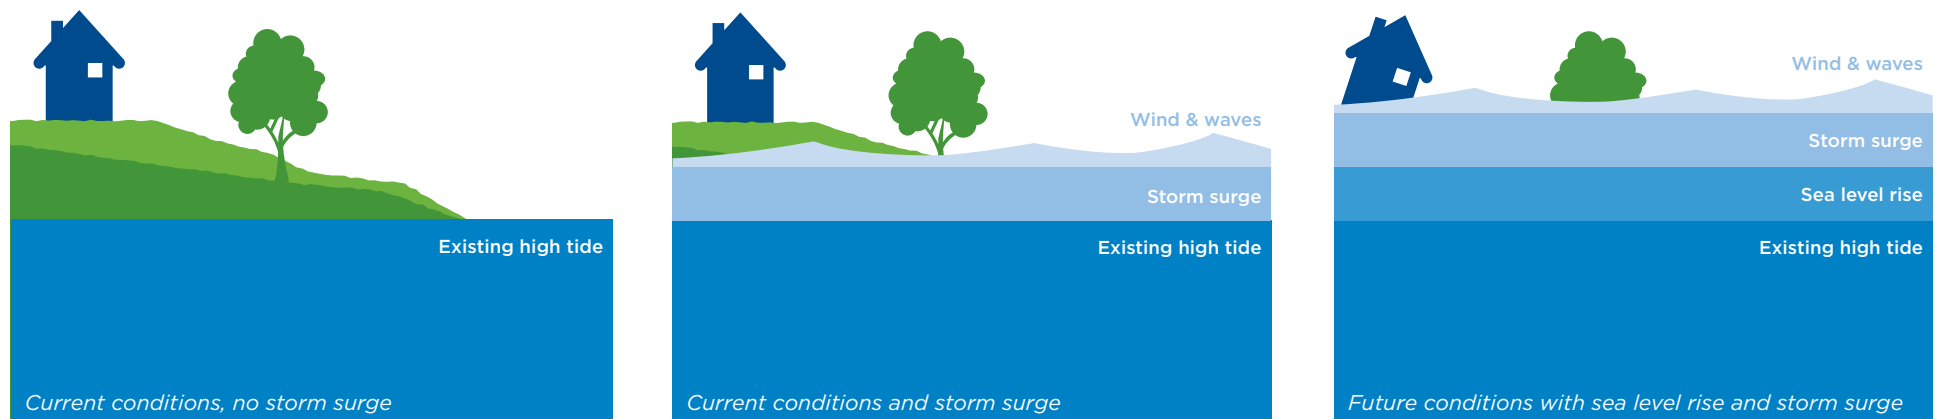 Existing high tide
Current conditions, no storm surge
Wind & waves
Storm surge
Existing high tide
Current conditions and storm surge
Wind & waves
Storm surge
Sea level rise
Existing high tide
Future conditions with sea level rise and storm surge